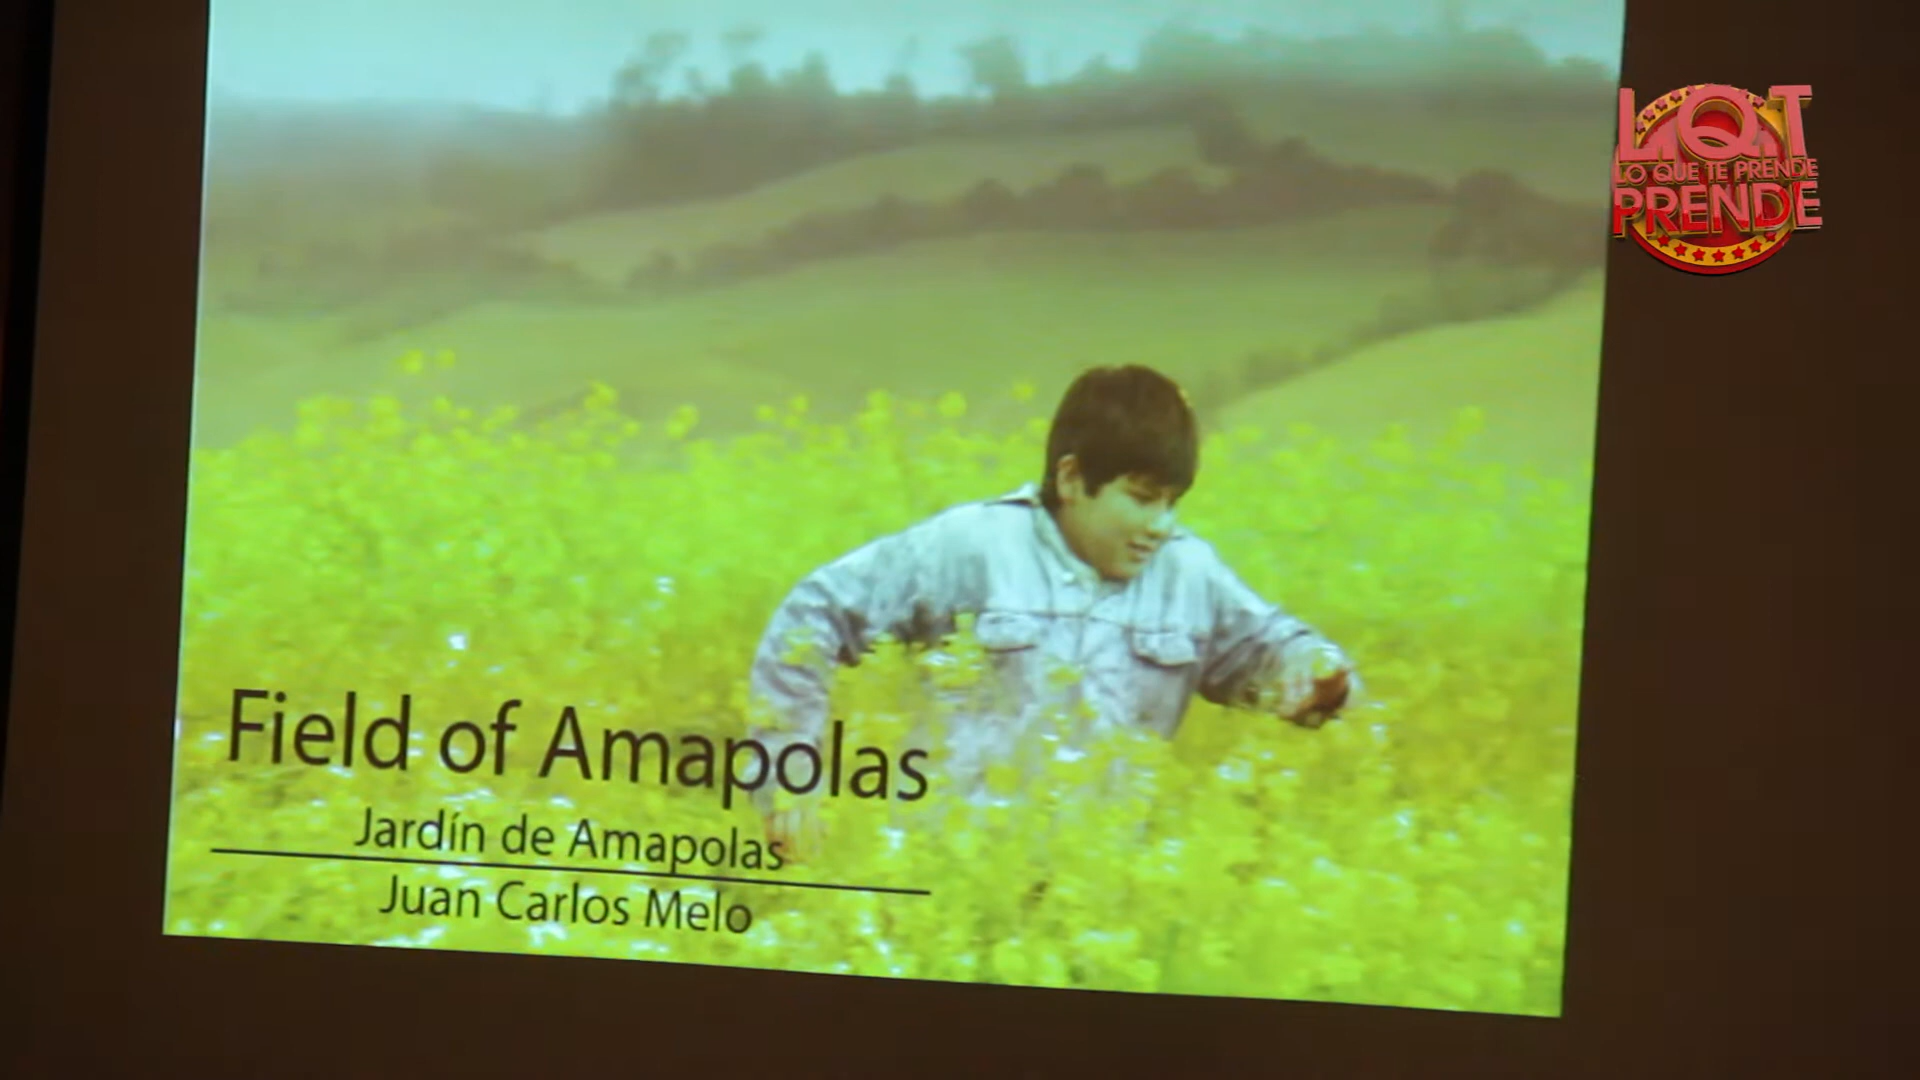 LQT
LO QUE TE PRENDE
PRENDE
Field of Amapolas
Jardín de Amapolas
Juan Carlos Melo